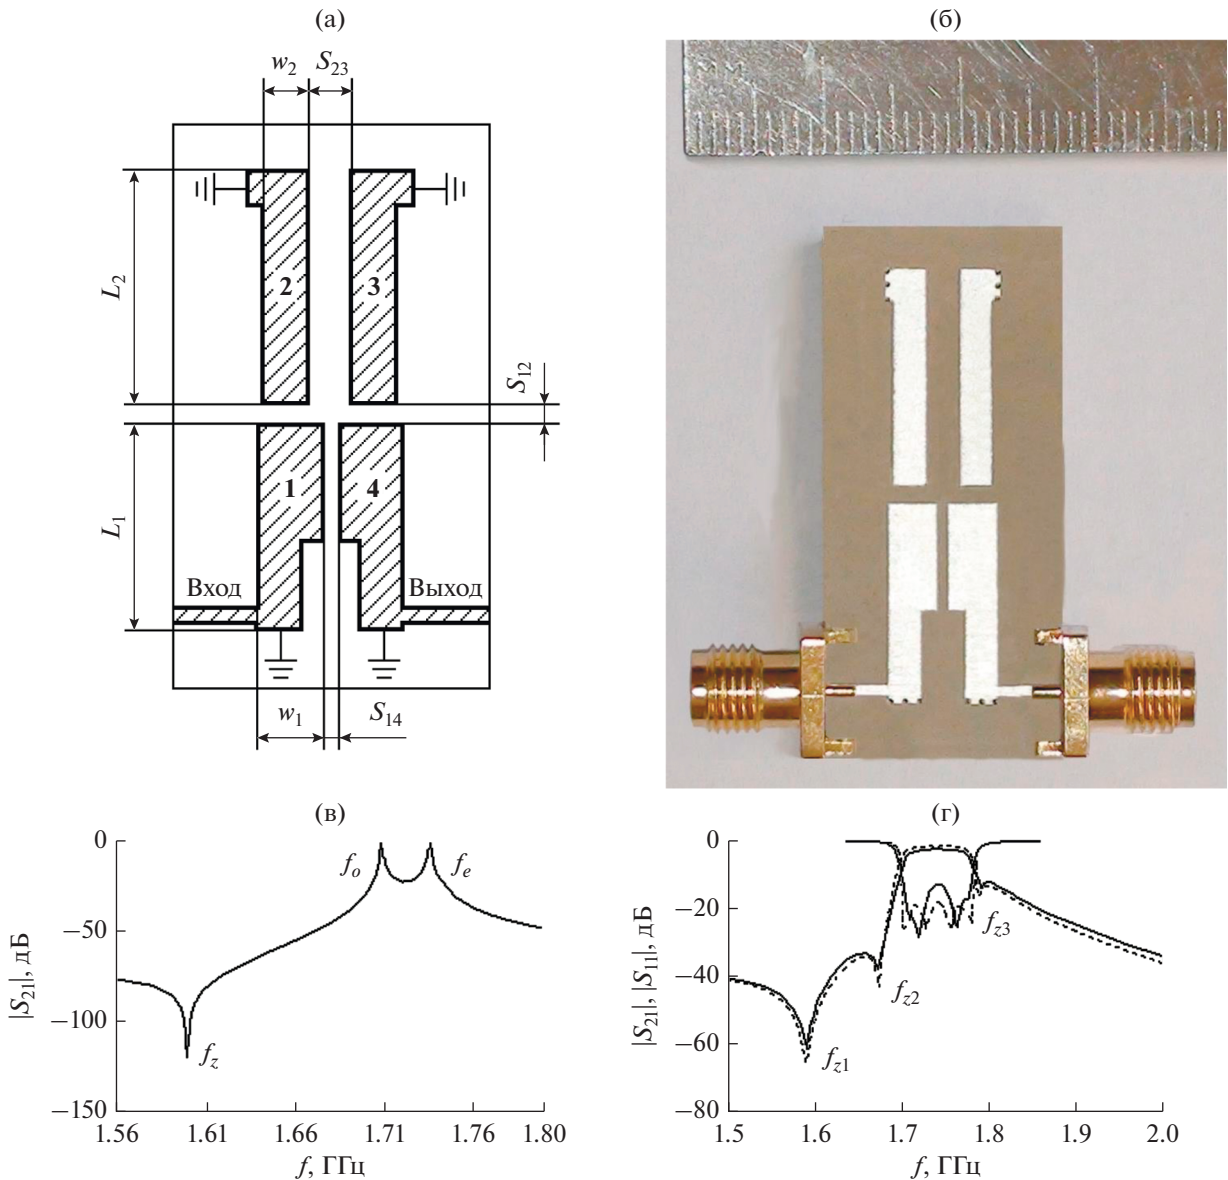 (а)
(б)
w2 S23
L2
2 3
S12
1 4
L1
Вход Выход
w1 S14
(в)
(г)
0
−50
−100
−150
|S21|, дБ
fo fe
fz
1.56 1.61 1.66 1.71 1.76 1.80
f, ГГц
0
−20
−40
−60
−80
|S21|, |S11|, дБ
fz3
fz2
fz1
1.5 1.6 1.7 1.8 1.9 2.0
f, ГГц